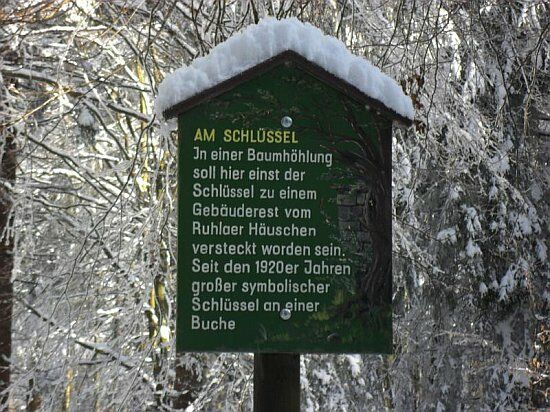 AM SCHLÜSSEL
In einer Baumhöhlung
soll hier einst der
Schlüssel zu einem
Gebäuderest vom
Ruhlaer Häuschen
versteckt worden sein.
Seit den 1920er Jahren
großer symbolischer
Schlüssel an einer
Buche